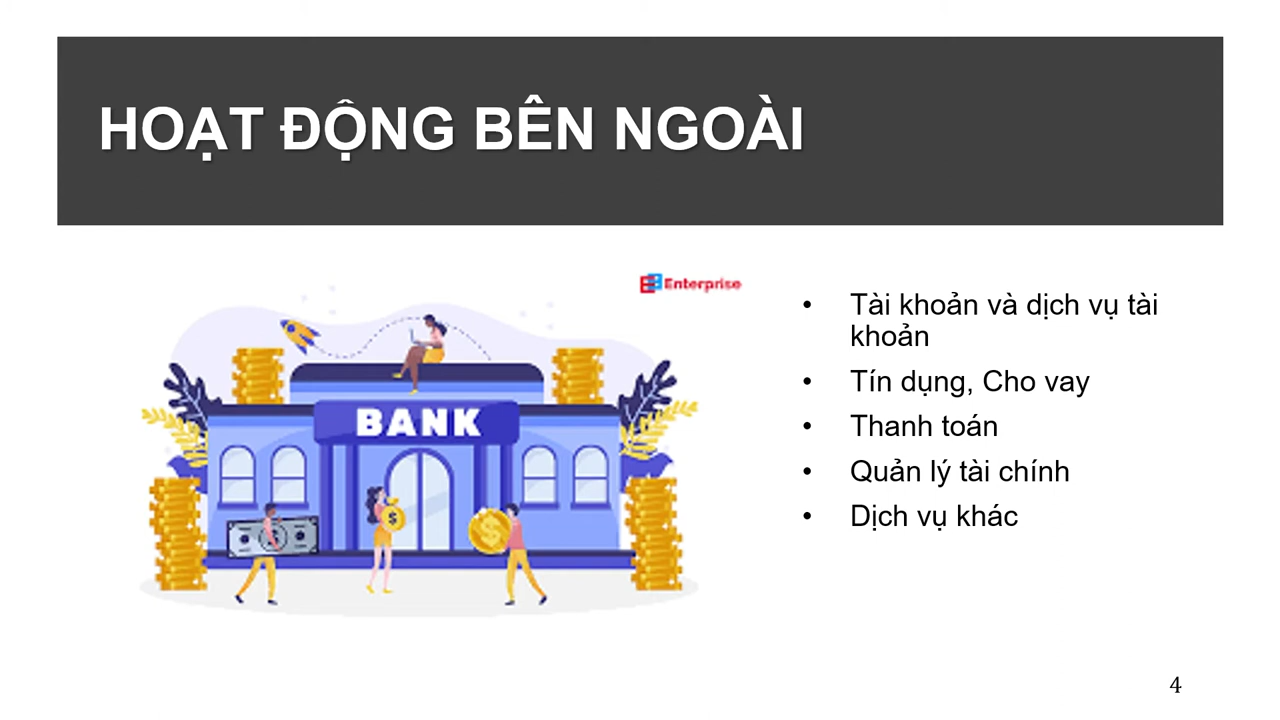 HOẠT ĐỘNG BÊN NGOÀI
Enterprise
BANK
• Tài khoản và dịch vụ tài
khoản
• Tín dụng, Cho vay
• Thanh toán
• Quản lý tài chính
• Dịch vụ khác
4